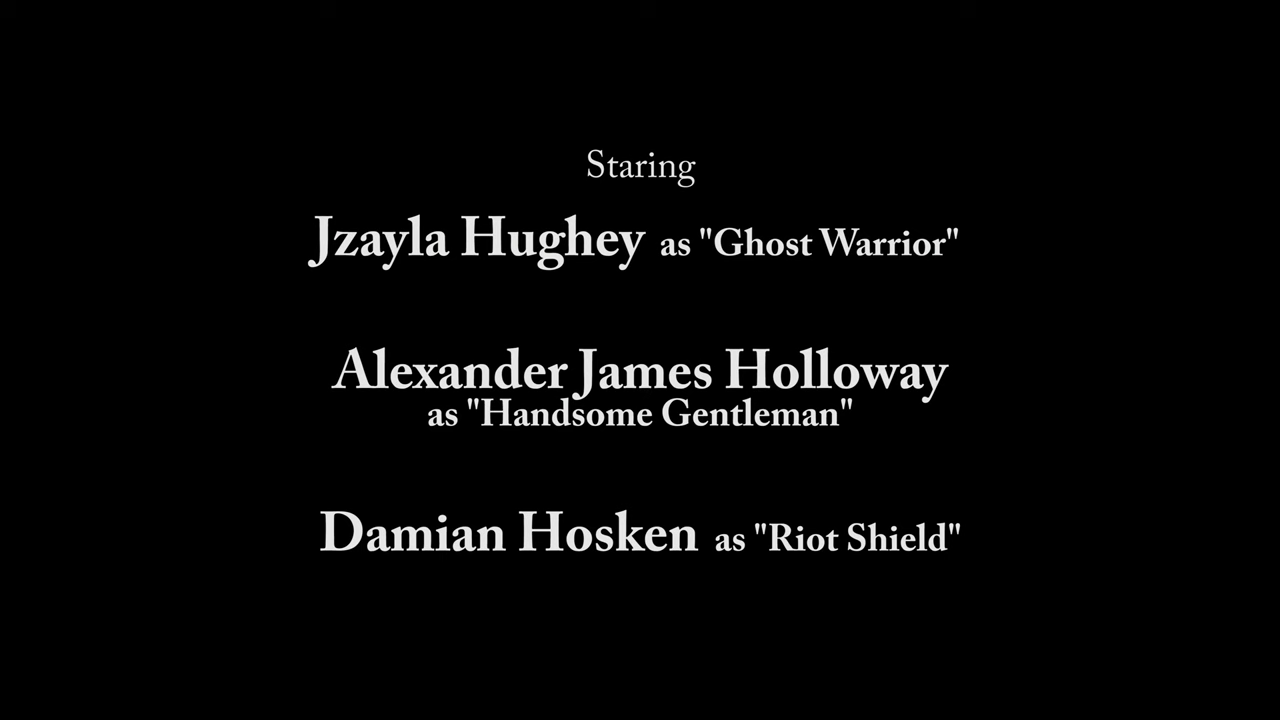 Staring
Jzayla Hughey as "Ghost Warrior"
Alexander James Holloway
as "Handsome Gentleman"
Damian Hosken as "Riot Shield"